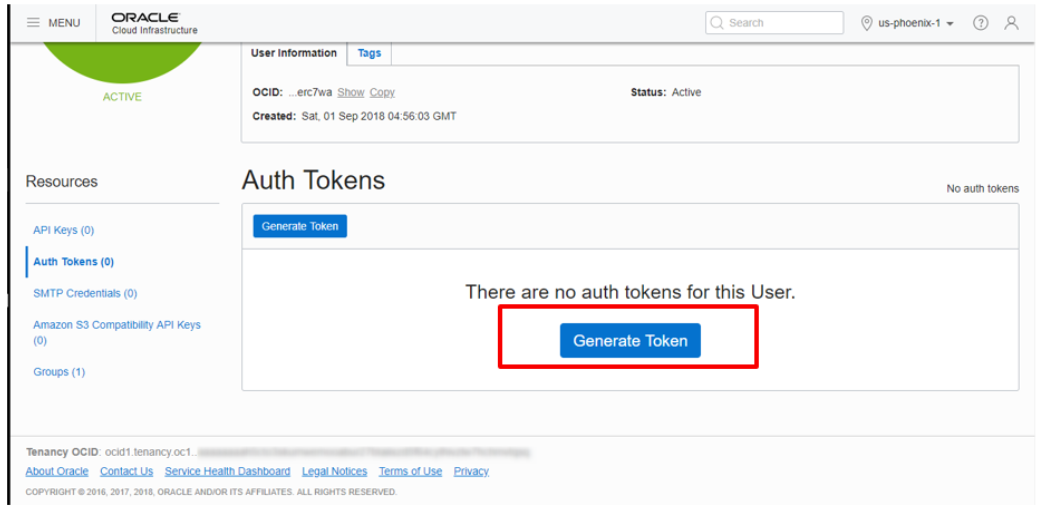 MENU
ORACLE
Cloud Infrastructure
Search
us-phoenix-1
User Information
Tags
ACTIVE
OCID: ...erc7wa Show Copy
Status: Active
Created: Sat, 01 Sep 2018 04:56:03 GMT
Resources
Auth Tokens
No auth tokens
API Keys (0)
Generate Token
Auth Tokens (0)
SMTP Credentials (0)
There are no auth tokens for this User.
Amazon S3 Compatibility API Keys
(0)
Generate Token
Groups (1)
Tenancy OCID: ocid1.tenancy.oc1..
About Oracle Contact Us Service Health Dashboard Legal Notices Terms of Use Privacy
COPYRIGHT © 2016, 2017, 2018, ORACLE AND/OR ITS AFFILIATES. ALL RIGHTS RESERVED.